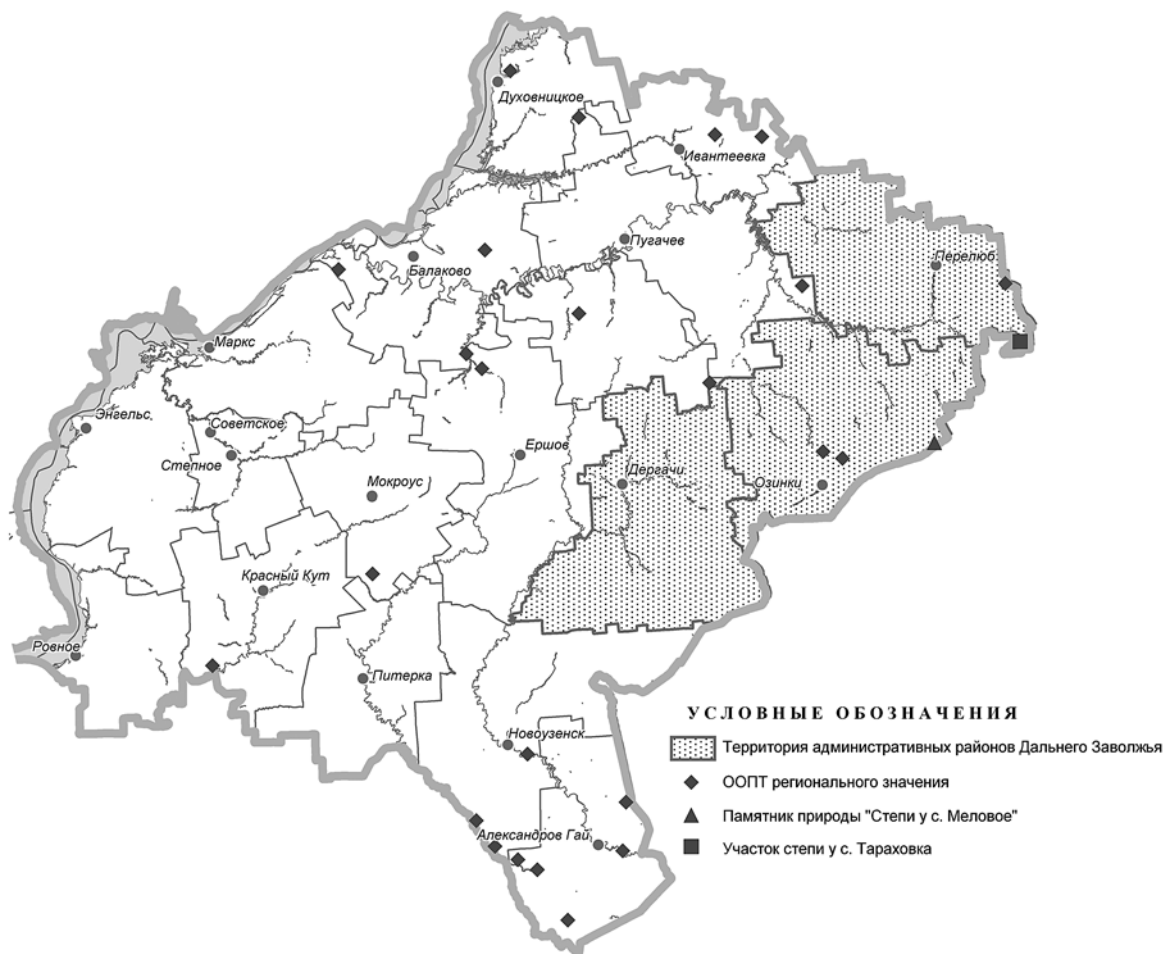 Духовницкое
Ивантеевка
Пугачев
Перелюб
Балаково
Маркс
Энгельс
Советское
Степное
Ершов
Дергачи
Озинки
Мокроус
Красный Кут
Ровное
Питерка
Новоузенск
Александров Гай
УСЛОВНЫЕ ОБОЗНАЧЕНИЯ
Территория административных районов Дальнего Заволжья
ООПТ регионального значения
Памятник природы "Степи у с. Меловое"
Участок степи у с. Тараховка